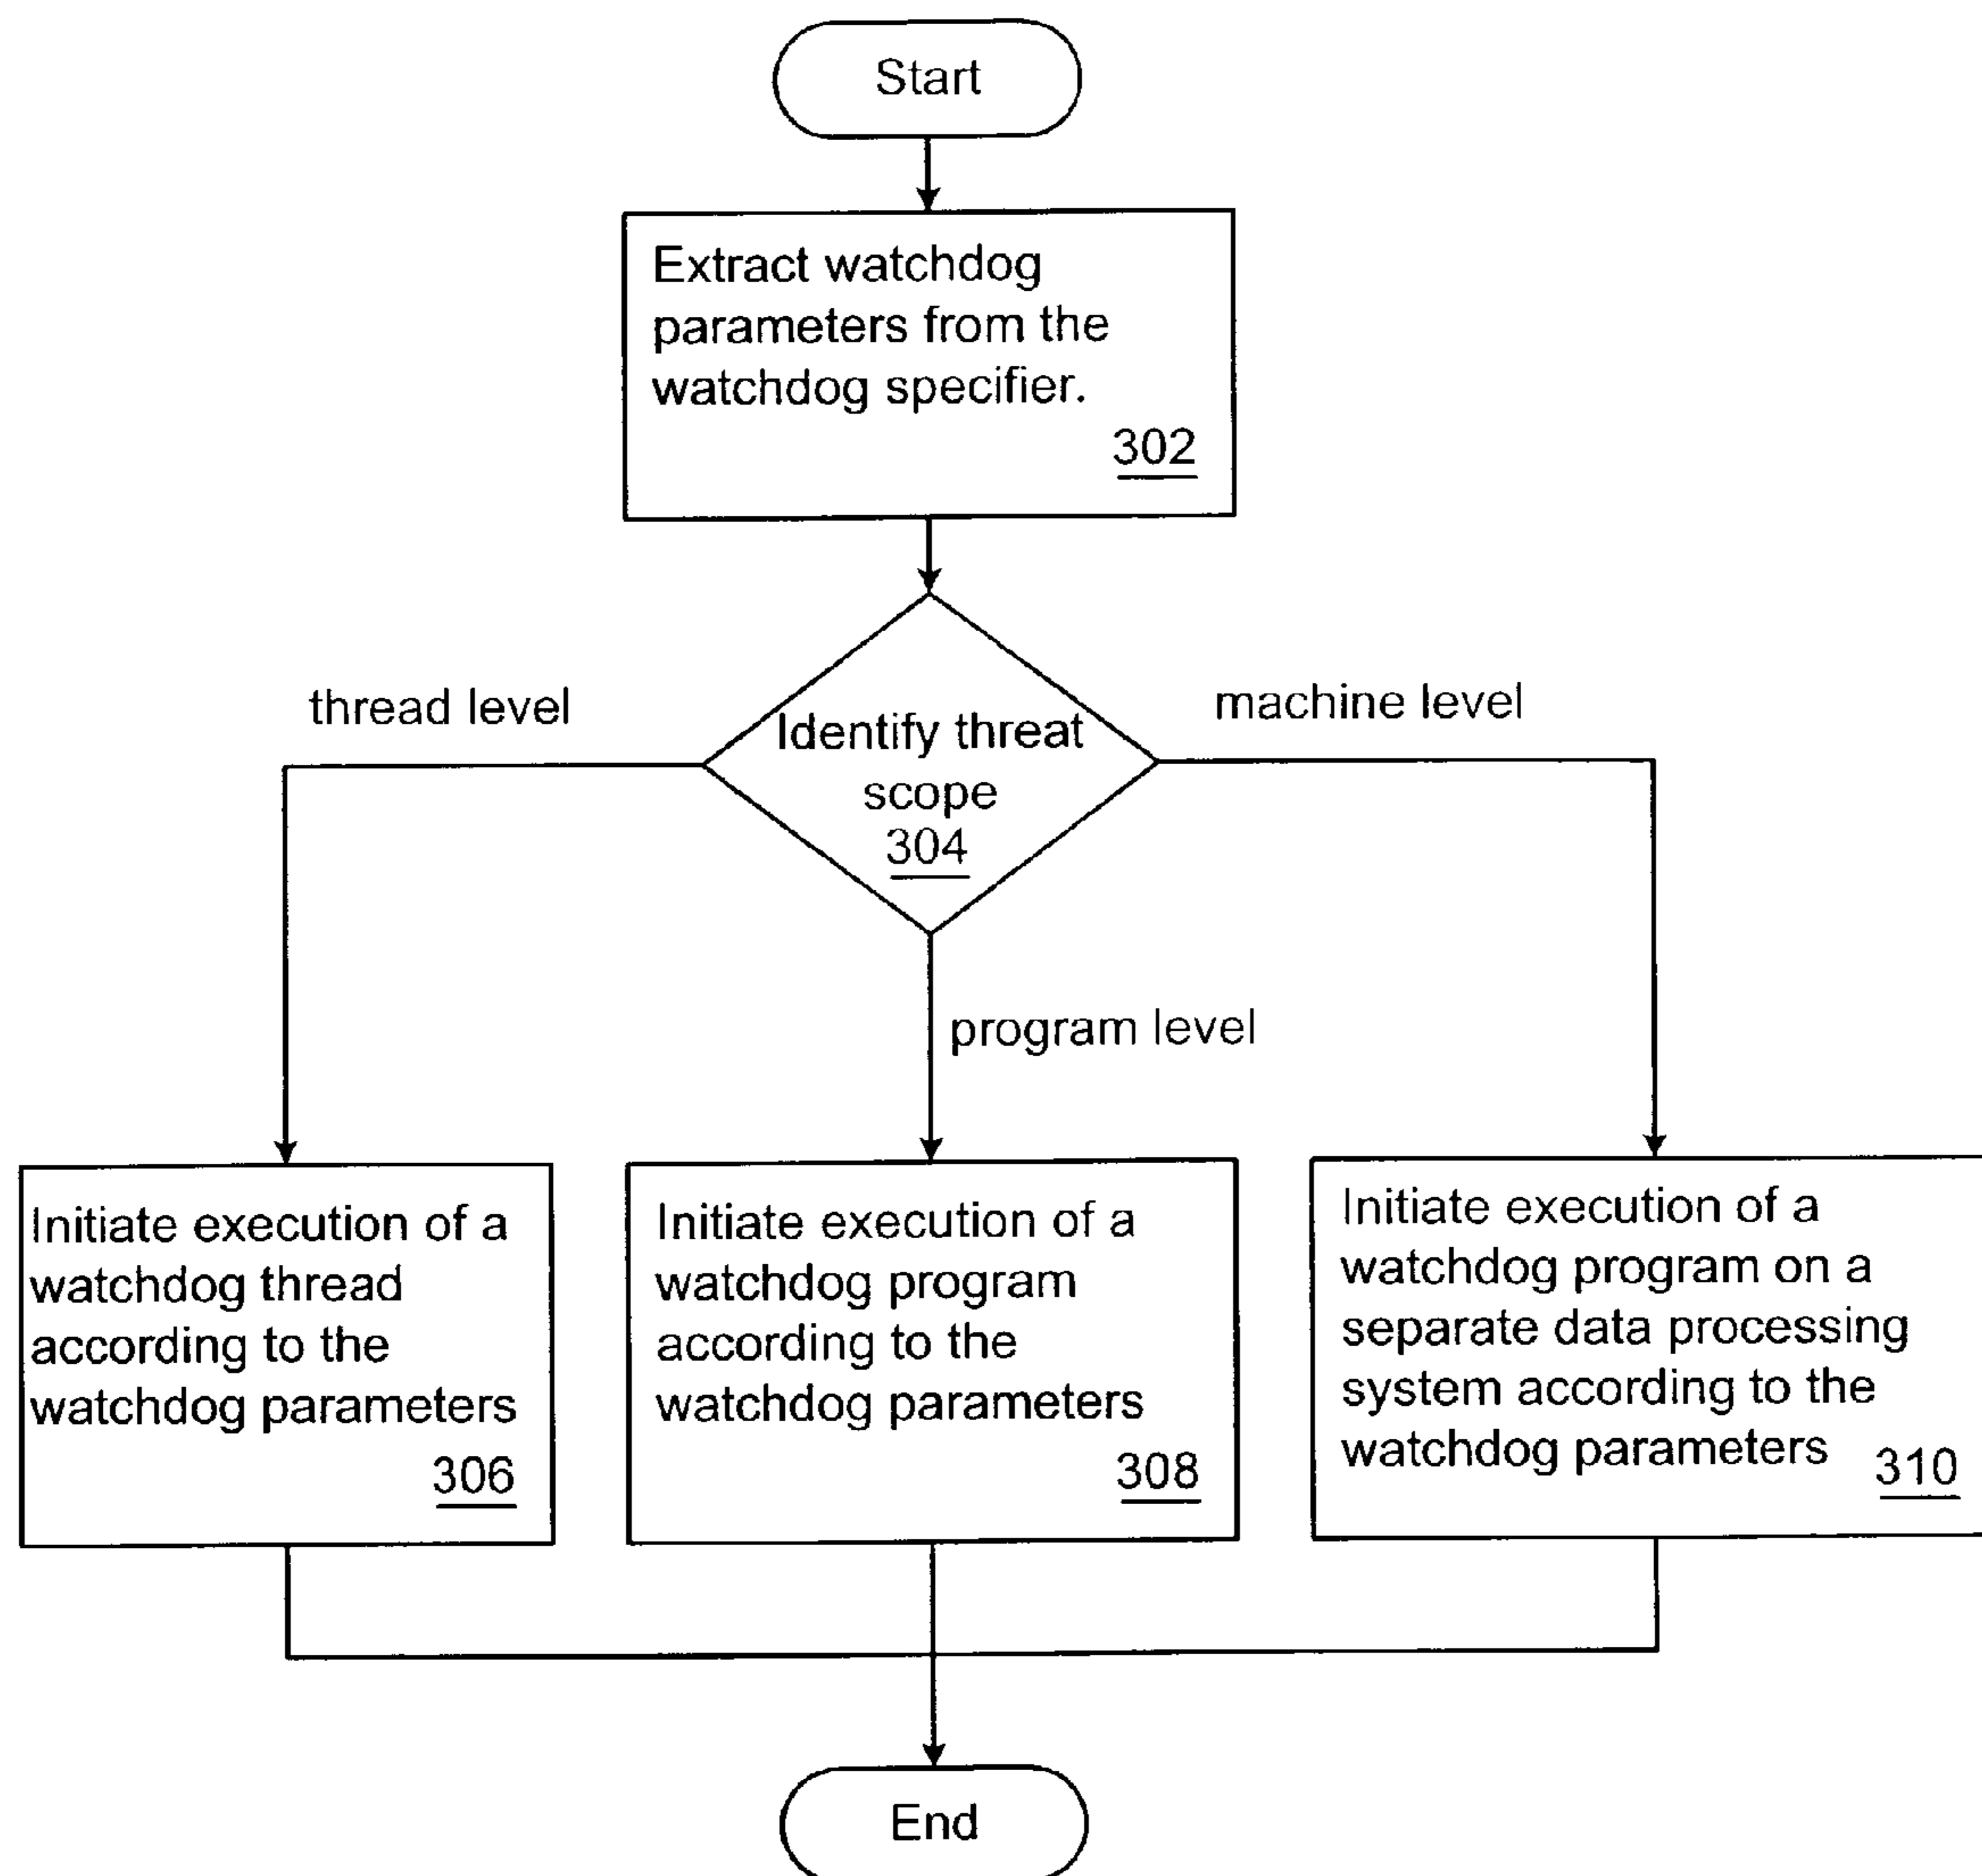 Start
Extract watchdog
parameters from the
watchdog specifier.
302
thread level
machine level
Identify threat
scope
304
program level
Initiate execution of a
watchdog thread
according to the
watchdog parameters
306
Initiate execution of a
watchdog program
according to the
watchdog parameters
308
Initiate execution of a
watchdog program on a
separate data processing
system according to the
watchdog parameters
310
End